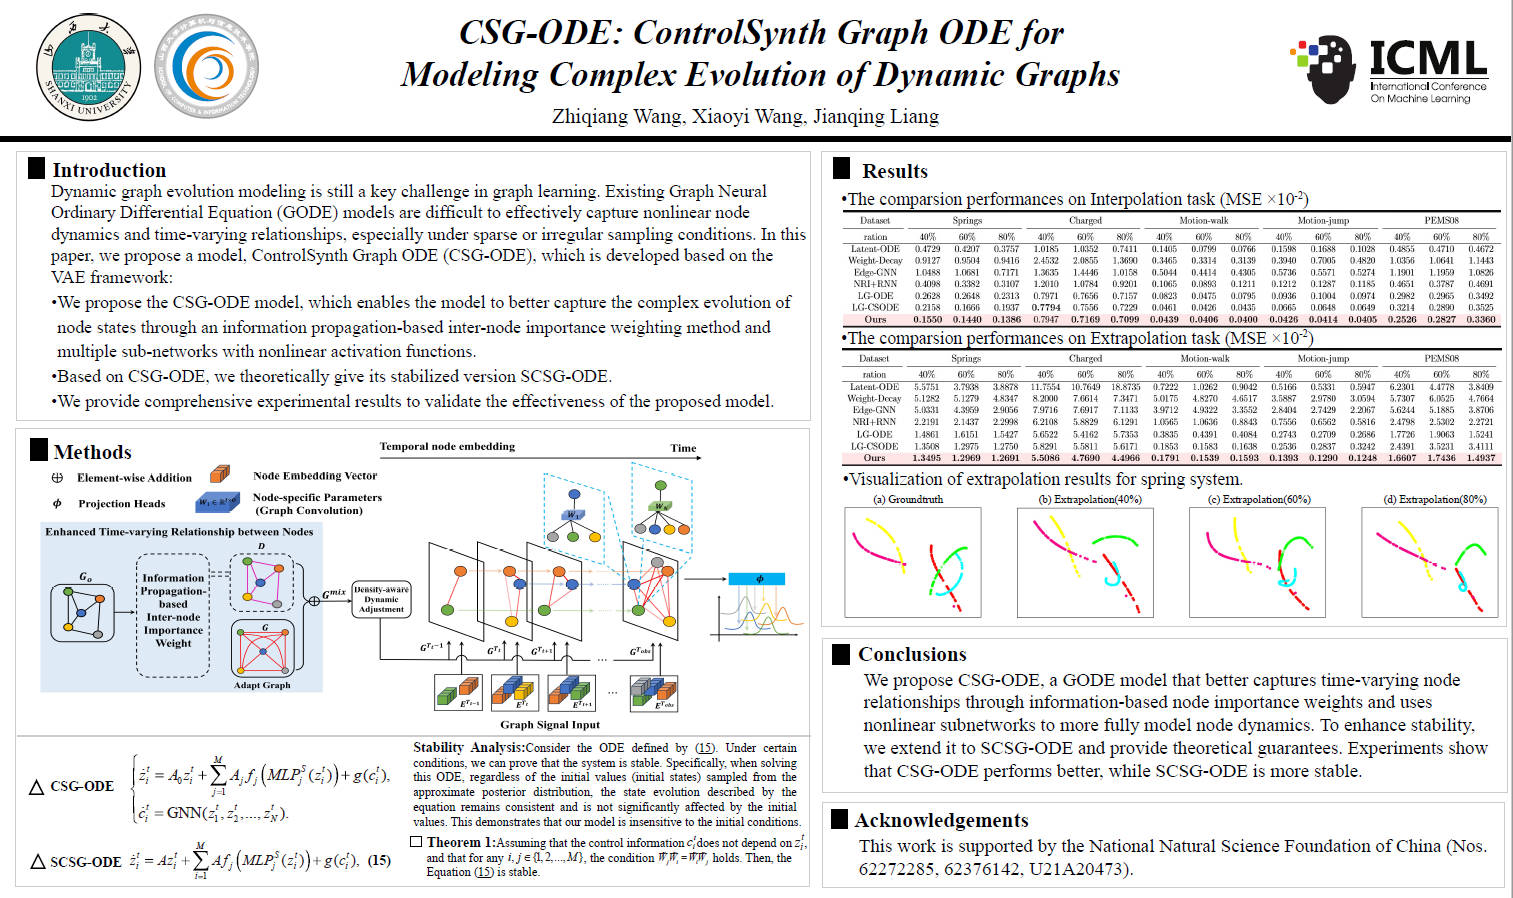 CSG-ODE: ControlSynth Graph ODE for
Modeling Complex Evolution of Dynamic Graphs
Zhiqiang Wang, Xiaoyi Wang, Jianqing Liang
SHANXI UNIVERSITY
1902
ICML
International Conference
On Machine Learning
Introduction
Dynamic graph evolution modeling is still a key challenge in graph learning. Existing Graph Neural
Ordinary Differential Equation (GODE) models are difficult to effectively capture nonlinear node
dynamics and time-varying relationships, especially under sparse or irregular sampling conditions. In this
paper, we propose a model, ControlSynth Graph ODE (CSG-ODE), which is developed based on the
VAE framework:
•We propose the CSG-ODE model, which enables the model to better capture the complex evolution of
node states through an information propagation-based inter-node importance weighting method and
multiple sub-networks with nonlinear activation functions.
•Based on CSG-ODE, we theoretically give its stabilized version SCSG-ODE.
•We provide comprehensive experimental results to validate the effectiveness of the proposed model.
Methods
Temporal node embedding
Time
⊕ Element-wise Addition
Node Embedding Vector
ϕ Projection Heads
Node-specific Parameters
(Graph Convolution)
Enhanced Time-varying Relationship between Nodes
G_o
Information
Propagation-
based
Inter-node
Importance
Weight
D
G
Adapt Graph
G^mix
Density-aware
Dynamic
Adjustment
W_1
W_N
ϕ
G^{T_{t-1}} G^{T_t} G^{T_{t+1}} ... G^{T_obs}
E^{T_{t-1}} E^{T_t} E^{T_{t+1}} ... E^{T_obs}
Graph Signal Input
△ CSG-ODE
ż_i^t = A_0 z_i^t + ∑_{j=1}^M A_j f_j (MLP_j^S (z_i^t)) + g(c_i^t),
ċ_i^t = GNN(z_1^t, z_2^t, ..., z_N^t).
△ SCSG-ODE ż_i^t = Az_i^t + ∑_{i=1}^M Af_j (MLP_j^S (z_i^t)) + g(c_i^t), (15)
Stability Analysis:Consider the ODE defined by (15). Under certain
conditions, we can prove that the system is stable. Specifically, when solving
this ODE, regardless of the initial values (initial states) sampled from the
approximate posterior distribution, the state evolution described by the
equation remains consistent and is not significantly affected by the initial
values. This demonstrates that our model is insensitive to the initial conditions.
Theorem 1:Assuming that the control information c_i^t does not depend on z_i^t,
and that for any i, j ∈ {1, 2, ..., M}, the condition W_j W_i = W_i W_j holds. Then, the
Equation (15) is stable.
Results
•The comparsion performances on Interpolation task (MSE ×10^-2)
Dataset Springs Charged Motion-walk Motion-jump PEMS08
ration 40% 60% 80% 40% 60% 80% 40% 60% 80% 40% 60% 80% 40% 60% 80%
Latent-ODE 0.4729 0.4207 0.3757 1.0185 1.0352 0.7411 0.1405 0.0799 0.0766 0.1598 0.1688 0.1028 0.4855 0.4710 0.4672
Weight-Decay 0.9127 0.9504 0.9416 2.4532 2.0855 1.3690 0.3465 0.3314 0.3139 0.3940 0.7005 0.4820 1.0356 1.0641 1.1443
Edge-GNN 1.0488 1.0681 0.7171 1.3635 1.4446 1.0158 0.5044 0.4414 0.4305 0.5736 0.5571 0.5274 1.1901 1.1959 1.0826
NRI+RNN 0.4098 0.3382 0.3107 1.2010 1.0784 0.9201 0.1065 0.0893 0.1211 0.1212 0.1287 0.1185 0.4651 0.3787 0.4691
LG-ODE 0.2628 0.2648 0.2313 0.7971 0.7656 0.7157 0.0823 0.0475 0.0795 0.0936 0.1004 0.0974 0.2982 0.2965 0.3492
LG-CSODE 0.2158 0.1666 0.1937 0.7794 0.7556 0.7229 0.0461 0.0426 0.0435 0.0665 0.0648 0.0649 0.3214 0.2890 0.3525
Ours 0.1550 0.1440 0.1386 0.7947 0.7169 0.7099 0.0439 0.0406 0.0400 0.0426 0.0414 0.0405 0.2526 0.2827 0.3360
•The comparsion performances on Extrapolation task (MSE ×10^-2)
Dataset Springs Charged Motion-walk Motion-jump PEMS08
ration 40% 60% 80% 40% 60% 80% 40% 60% 80% 40% 60% 80% 40% 60% 80%
Latent-ODE 5.5751 3.7938 3.8878 11.7554 10.7649 18.8735 0.7222 1.0262 0.9042 0.5166 0.5331 0.5947 6.2301 4.4778 3.8409
Weight-Decay 5.1282 5.1279 4.8347 8.2000 7.6614 7.3471 5.0175 4.8270 4.6517 3.5887 2.9780 3.0594 5.7307 6.0525 4.7664
Edge-GNN 5.0331 4.3959 2.9056 7.9716 7.6917 7.1133 3.9712 4.9322 3.3552 2.8404 2.7429 2.2067 5.6244 5.1885 3.8706
NRI+RNN 2.2191 2.1437 2.2998 6.2108 5.8829 6.1291 1.0565 1.0636 0.8843 0.7556 0.6562 0.5816 2.4798 2.5302 2.2721
LG-ODE 1.4861 1.6151 1.5427 5.6522 5.4162 5.7353 0.3835 0.4391 0.4084 0.2743 0.2709 0.2686 1.7726 1.9063 1.5241
LG-CSODE 1.3508 1.2975 1.2750 5.8291 5.5811 5.6171 0.1853 0.1583 0.1638 0.2536 0.2837 0.3242 2.4391 3.5231 3.4111
Ours 1.3495 1.2969 1.2691 5.5086 4.7690 4.4966 0.1791 0.1539 0.1593 0.1393 0.1290 0.1248 1.6607 1.7436 1.4937
•Visualization of extrapolation results for spring system.
(a) Groundtruth (b) Extrapolation(40%) (c) Extrapolation(60%) (d) Extrapolation(80%)
Conclusions
We propose CSG-ODE, a GODE model that better captures time-varying node
relationships through information-based node importance weights and uses
nonlinear subnetworks to more fully model node dynamics. To enhance stability,
we extend it to SCSG-ODE and provide theoretical guarantees. Experiments show
that CSG-ODE performs better, while SCSG-ODE is more stable.
Acknowledgements
This work is supported by the National Natural Science Foundation of China (Nos.
62272285, 62376142, U21A20473).